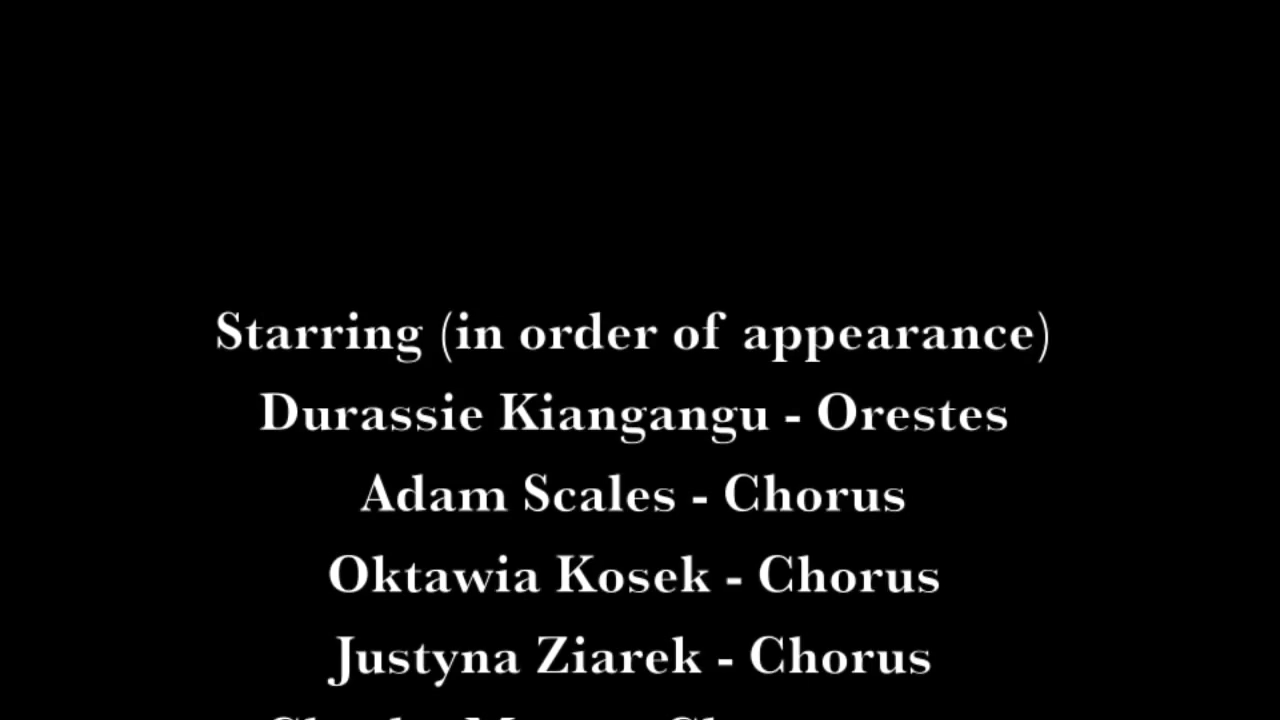 Starring (in order of appearance)
Durassie Kiangangu - Orestes
Adam Scales - Chorus
Oktawia Kosek - Chorus
Justyna Ziarek - Chorus